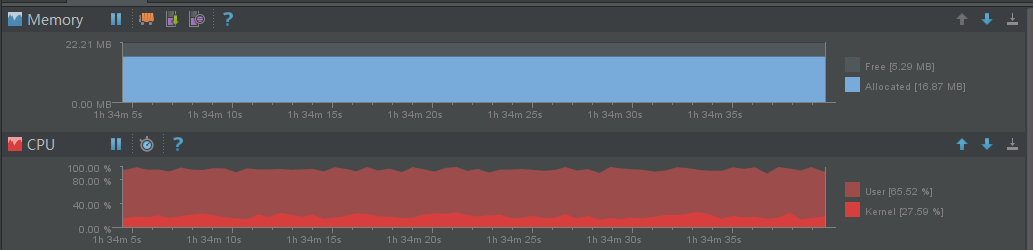 Memory
?
22.21 MB
0.00 MB
Free [5.29 MB]
Allocated [16.87 MB]
1h 34m 5s 1h 34m 10s 1h 34m 15s 1h 34m 20s 1h 34m 25s 1h 34m 30s 1h 34m 35s
CPU
?
100.00 %
80.00 %
40.00 %
0.00 %
User [65.52 %]
Kernel [27.59 %]
1h 34m 5s 1h 34m 10s 1h 34m 15s 1h 34m 20s 1h 34m 25s 1h 34m 30s 1h 34m 35s